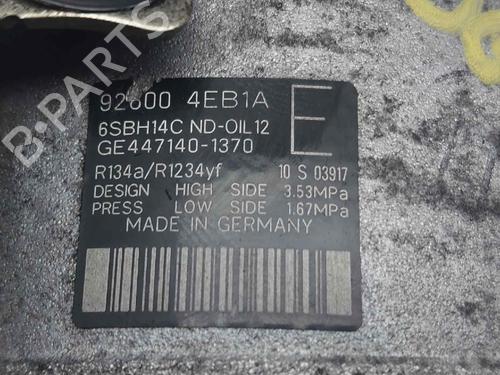 92600 4EB1A E
6SBH14C ND-OIL12
GE447140-1370
R134a/R1234yf 10 S 03917
DESIGN HIGH SIDE 3.53MPa
PRESS LOW SIDE 1.67MPa
MADE IN GERMANY
B-PARTS